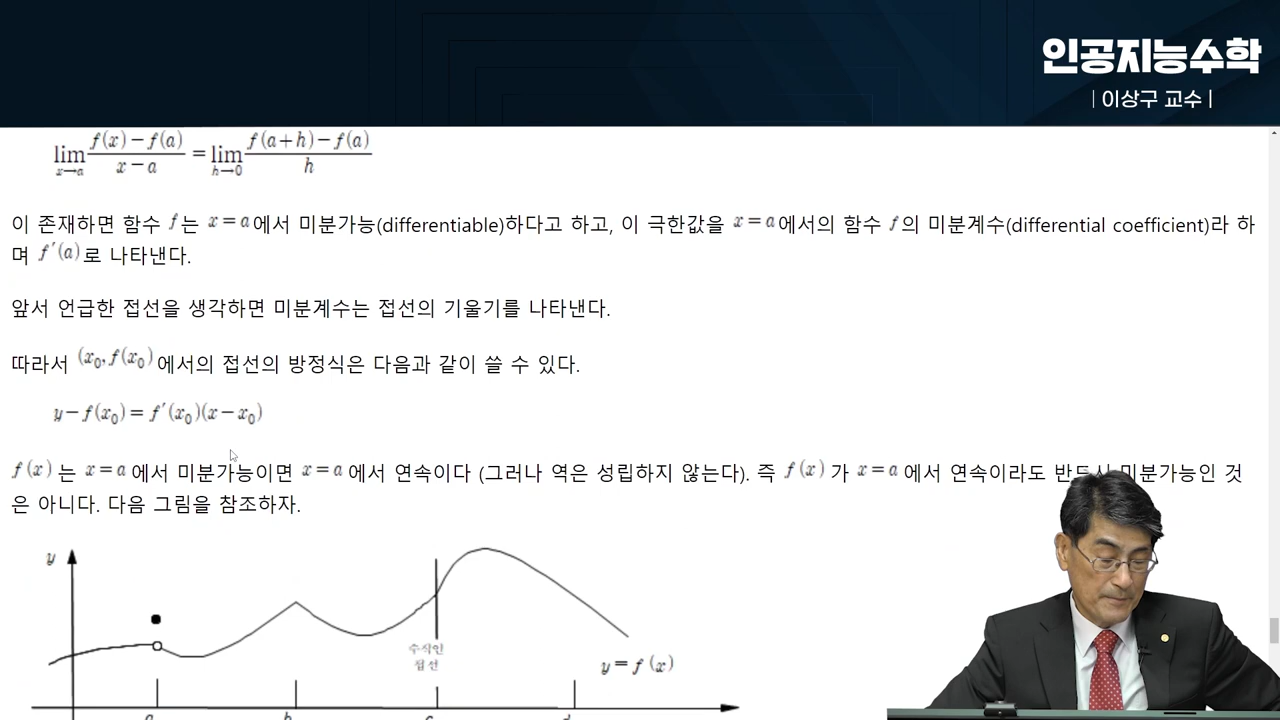 인공지능수학
| 이상구 교수 |
lim x→a f(x)−f(a) / x−a = lim h→0 f(a+h)−f(a) / h
이 존재하면 함수 f 는 x=a 에서 미분가능(differentiable)하다고 하고, 이 극한값을 x=a 에서의 함수 f 의 미분계수(differential coefficient)라 하
며 f′(a) 로 나타낸다.
앞서 언급한 접선을 생각하면 미분계수는 접선의 기울기를 나타낸다.
따라서 (x₀, f(x₀) 에서의 접선의 방정식은 다음과 같이 쓸 수 있다.
y−f(x₀)= f′(x₀)(x−x₀)
f(x) 는 x=a 에서 미분가능이면 x=a 에서 연속이다 (그러나 역은 성립하지 않는다). 즉 f(x) 가 x=a 에서 연속이라도 반드시 미분가능인 것
은 아니다. 다음 그림을 참조하자.
y
수직인
접선
y=f(x)
a b c d